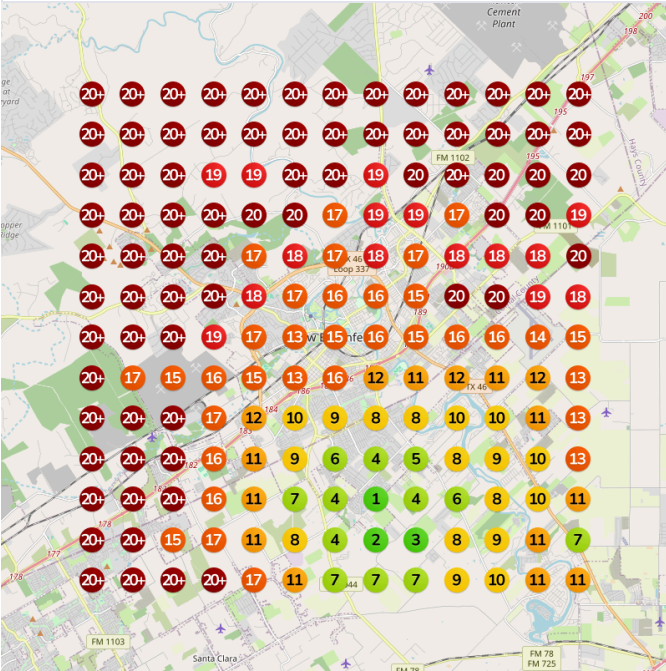 200
Cement
Plant
198
197
20+ 20+ 20+ 20+ 20+ 20+ 20+ 20+ 20+ 20+ 20+ 20+ 20+
195
20+ 20+ 20+ 20+ 20+ 20+ 20+ 20+ 20+ 20+ 20+ 20+ 20+
FM 1102
195
Hays County
20+ 20+ 20+ 19 19 20+ 20+ 19 20 20+ 20 20 20
20+ 20+ 20+ 20+ 20 20 17 19 19 17 20 20 19
FM 1101
20+ 20+ 20+ 20+ 17 18 17 18 17 18 18 18 20
46
Loop 337
190
County
20+ 20+ 20+ 20+ 18 17 16 16 15 20 20 19 18
189
20+ 20+ 20+ 19 17 13 15 16 15 16 16 14 15
20+ 17 15 16 15 13 16 12 11 12 11 12 13
TX 46
186
184
20+ 20+ 20+ 17 12 10 9 8 8 10 10 11 13
183
20+ 20+ 20+ 16 11 9 6 4 5 8 9 10 13
182
20+ 20+ 20+ 16 11 7 4 1 4 6 8 10 11
178
20+ 20+ 15 17 11 8 4 2 3 8 9 11 7
177
178
20+ 20+ 20+ 20+ 17 11 7 7 7 9 10 11 11
FM 1103
Santa Clara
FM 78
FM 78
FM 725